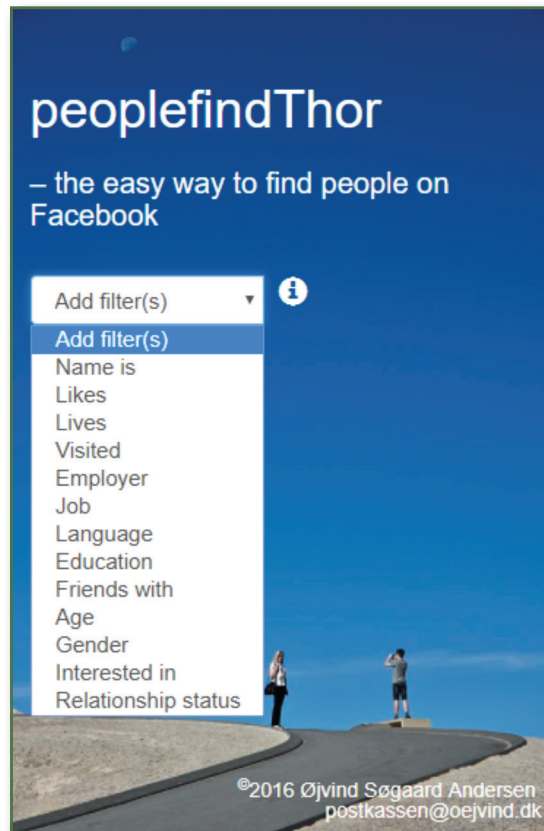 peoplefindThor
– the easy way to find people on
Facebook
Add filter(s)
Add filter(s)
Name is
Likes
Lives
Visited
Employer
Job
Language
Education
Friends with
Age
Gender
Interested in
Relationship status
©2016 Øjvind Søgaard Andersen
postkassen@oejvind.dk